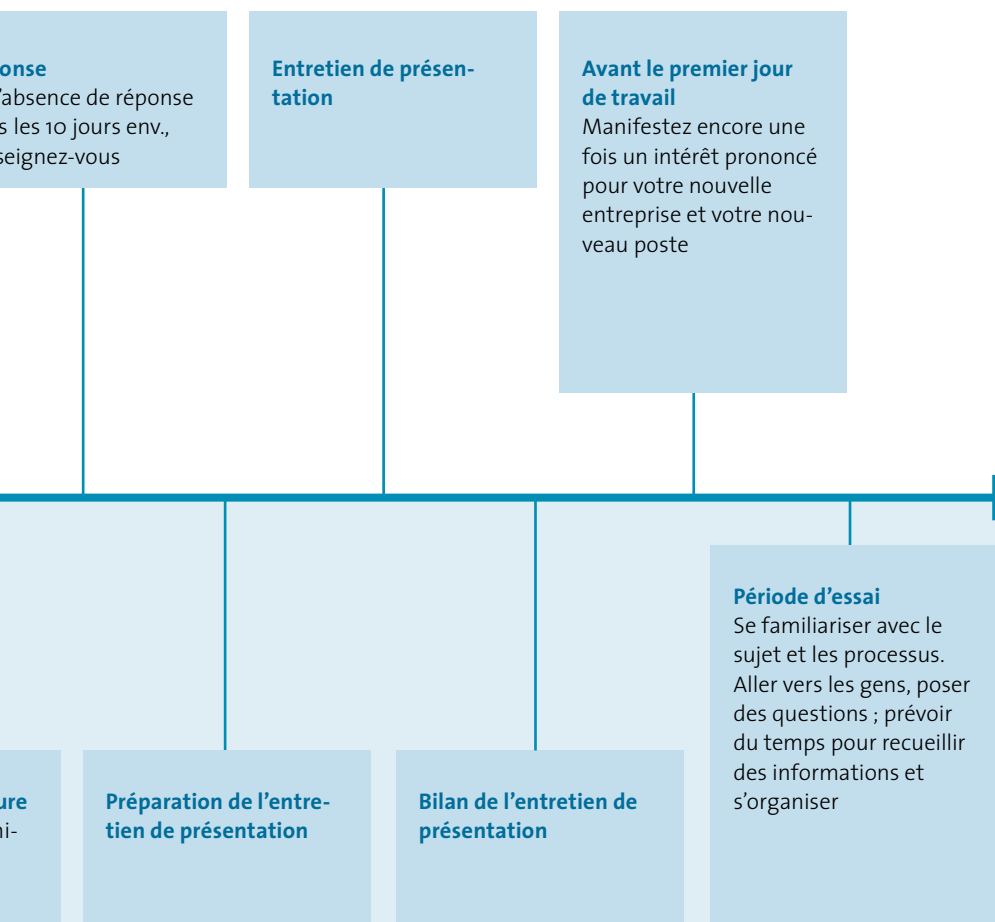 onse
'absence de réponse
s les 10 jours env.,
seignez-vous
Entretien de présen-
tation
Avant le premier jour
de travail
Manifestez encore une
fois un intérêt prononcé
pour votre nouvelle
entreprise et votre nou-
veau poste
ure
ni-
Préparation de l’entre-
tien de présentation
Bilan de l’entretien de
présentation
Période d’essai
Se familiariser avec le
sujet et les processus.
Aller vers les gens, poser
des questions ; prévoir
du temps pour recueillir
des informations et
s’organiser